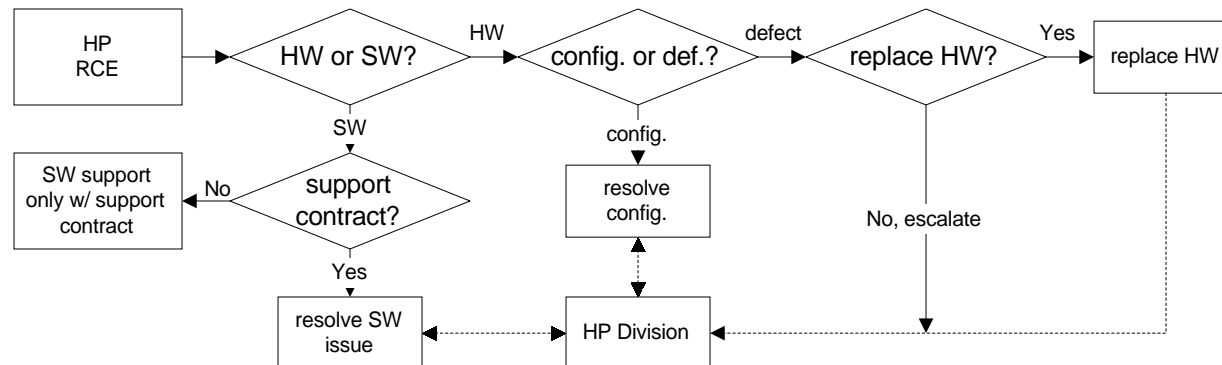 HP
RCE
HW or SW?
HW
config. or def.?
defect
replace HW?
Yes
replace HW
SW
config.
SW support
only w/ support
contract
No
support
contract?
resolve
config.
No, escalate
Yes
resolve SW
issue
HP Division